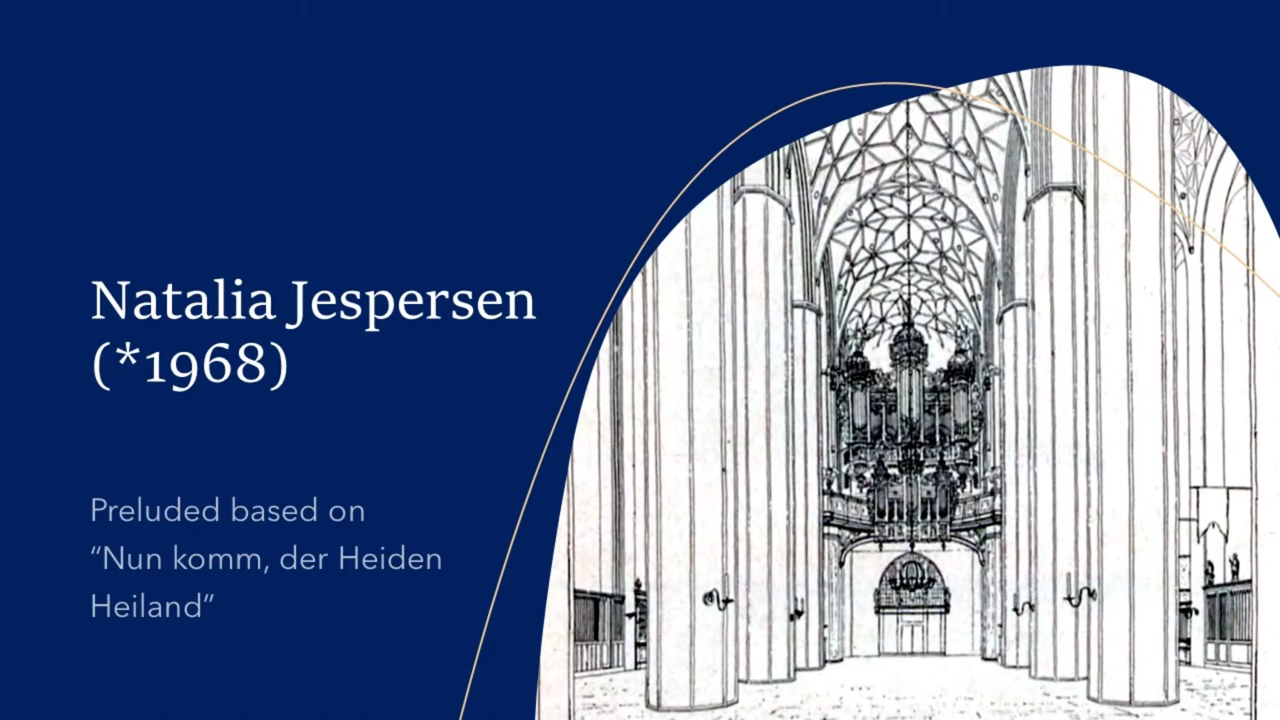 Natalia Jespersen
(*1968)
Preluded based on
“Nun komm, der Heiden
Heiland”